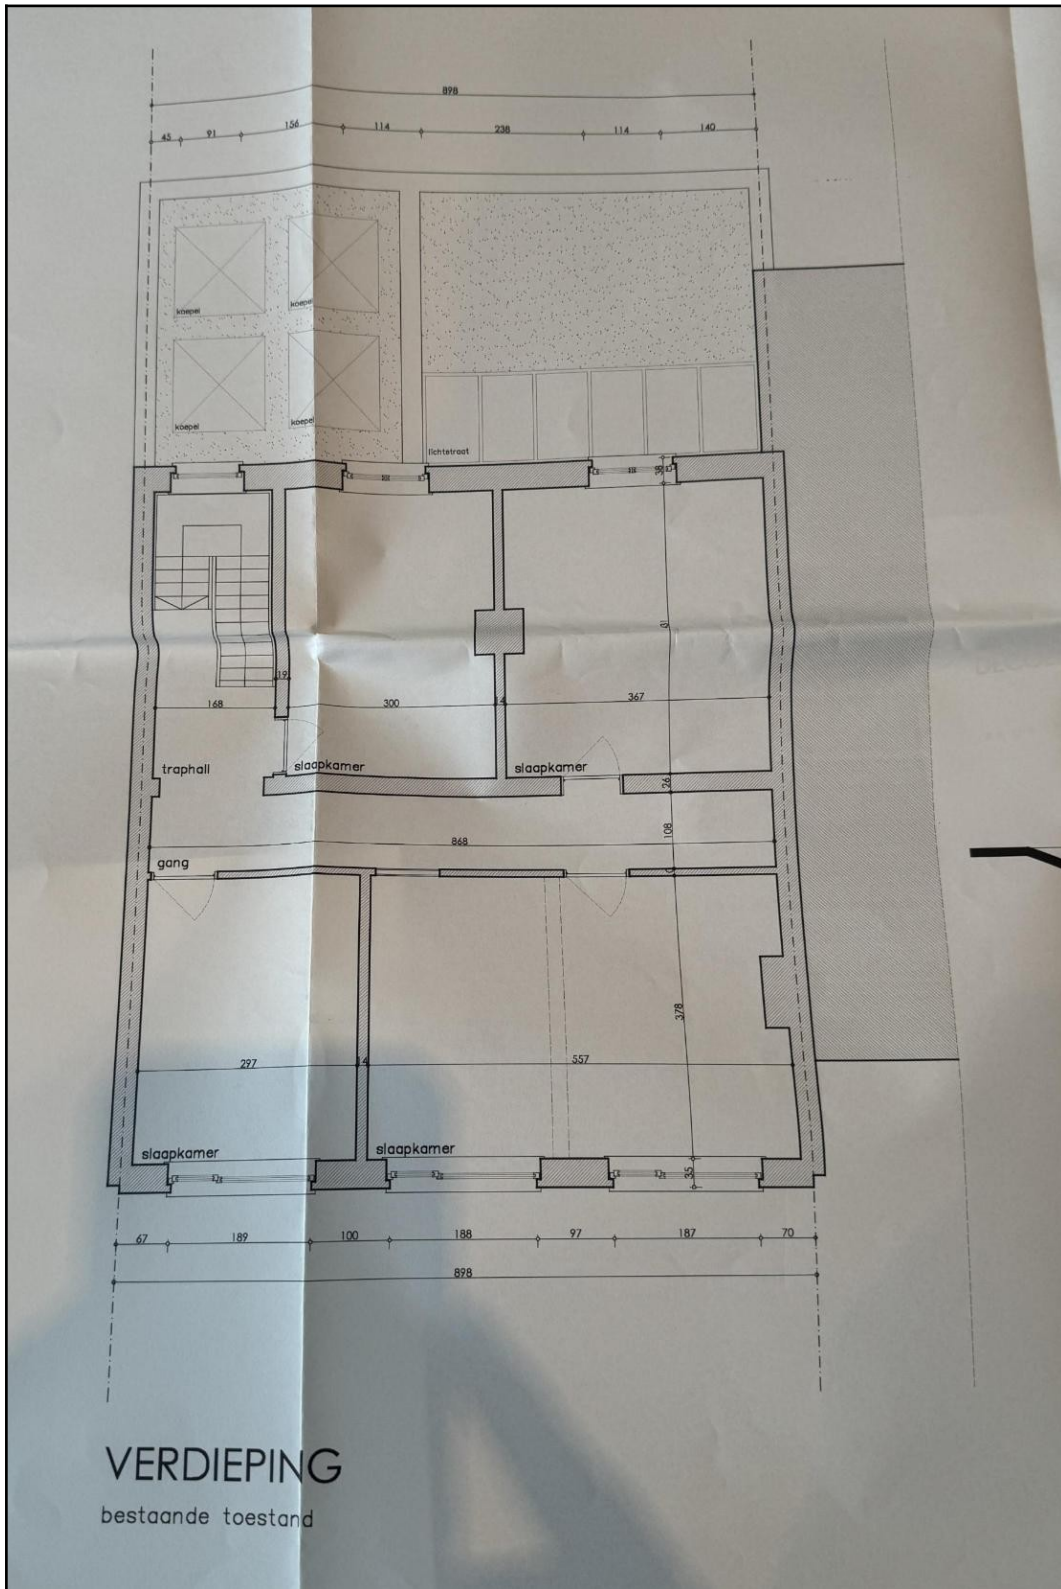 898
45 91 156 114 238 114 140
koepel koepel
koepel koepel
lichtstraat
38
19
168 300 14 367
traphall slaapkamer slaapkamer
26
108
868
gang
378
297 14 557
slaapkamer slaapkamer
35
67 189 100 188 97 187 70
898
VERDIEPING
bestaande toestand